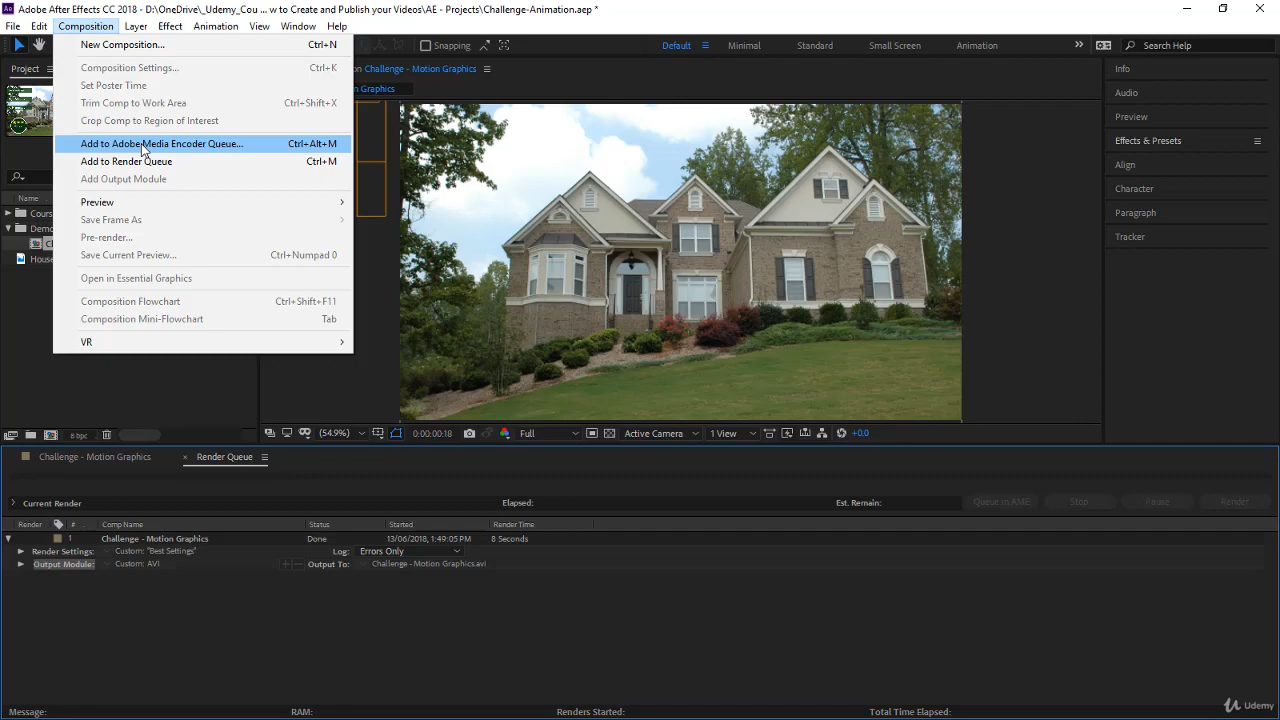 Adobe After Effects CC 2018 - D:\OneDrive\_Udemy_Cou ... w to Create and Publish your Videos\AE - Projects\Challenge-Animation.aep *
File Edit Composition Layer Effect Animation View Window Help
Snapping Default Minimal Standard Small Screen Animation Search Help
Project
New Composition... Ctrl+N
Composition Settings... Ctrl+K
Set Poster Time
Trim Comp to Work Area Ctrl+Shift+X
Crop Comp to Region of Interest
Add to Adobe Media Encoder Queue... Ctrl+Alt+M
Add to Render Queue Ctrl+M
Add Output Module
Preview
Save Frame As
Pre-render...
Save Current Preview... Ctrl+Numpad 0
Open in Essential Graphics
Composition Flowchart Ctrl+Shift+F11
Composition Mini-Flowchart Tab
VR
Challenge - Motion Graphics
n Graphics
Name
Cours
Demo
Hous
Info
Audio
Preview
Effects & Presets
Align
Character
Paragraph
Tracker
8 bpc
(54.9%) 0:00:00:18 Full Active Camera 1 View +0.0
Challenge - Motion Graphics × Render Queue
Current Render Elapsed: Est. Remain: Queue in AME Stop Pause Render
Render # Comp Name Status Started Render Time
1 Challenge - Motion Graphics Done 13/06/2018, 1:49:05 PM 8 Seconds
Render Settings: Custom: "Best Settings" Log: Errors Only
Output Module: Custom: AVI + − Output To: Challenge - Motion Graphics.avi
Message: RAM: Renders Started: Total Time Elapsed:
Udemy